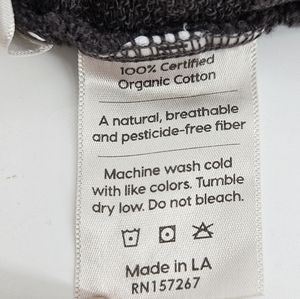 100% Certified
Organic Cotton
A natural, breathable
and pesticide-free fiber
Machine wash cold
with like colors. Tumble
dry low. Do not bleach.
Made in LA
RN157267